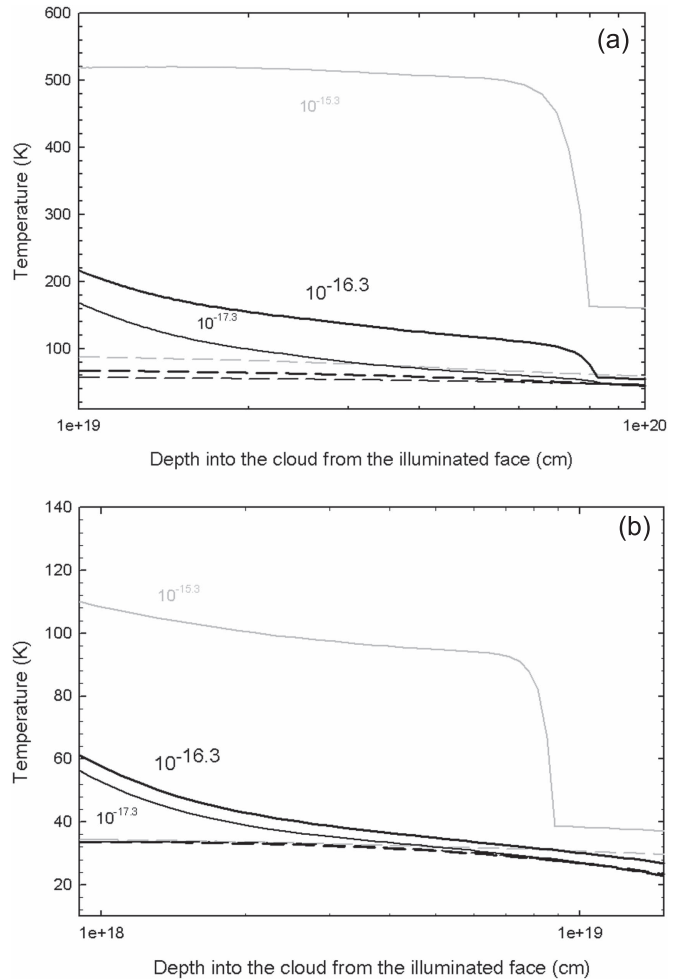 (a)
600
500
400
300
200
100
Temperature (K)
10^-15.3
10^-16.3
10^-17.3
1e+19
1e+20
Depth into the cloud from the illuminated face (cm)
(b)
140
120
100
80
60
40
20
Temperature (K)
10^-15.3
10^-16.3
10^-17.3
1e+18
1e+19
Depth into the cloud from the illuminated face (cm)